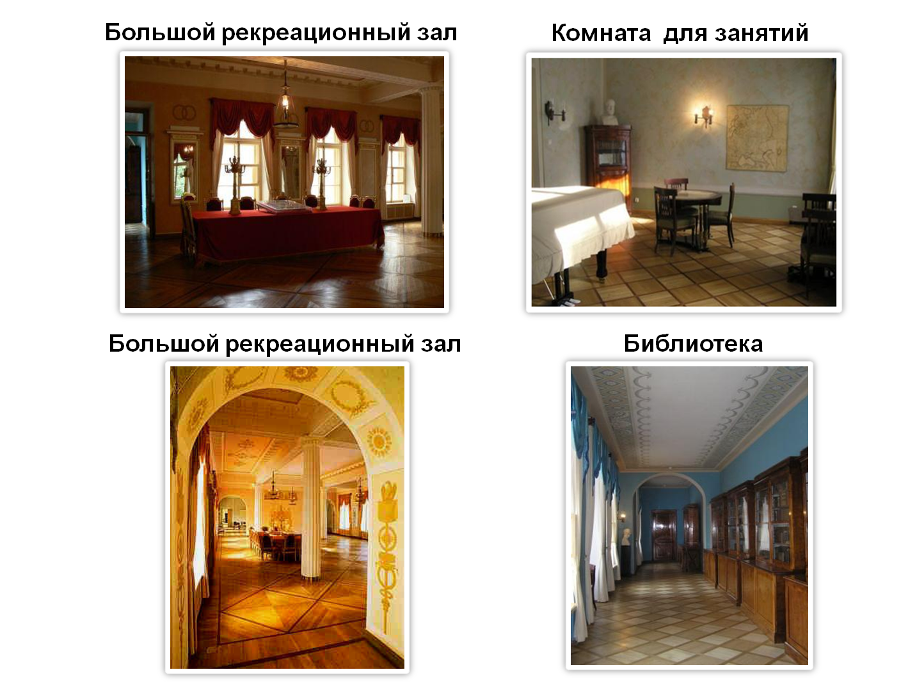 Большой рекреационный зал
Комната для занятий
Большой рекреационный зал
Библиотека